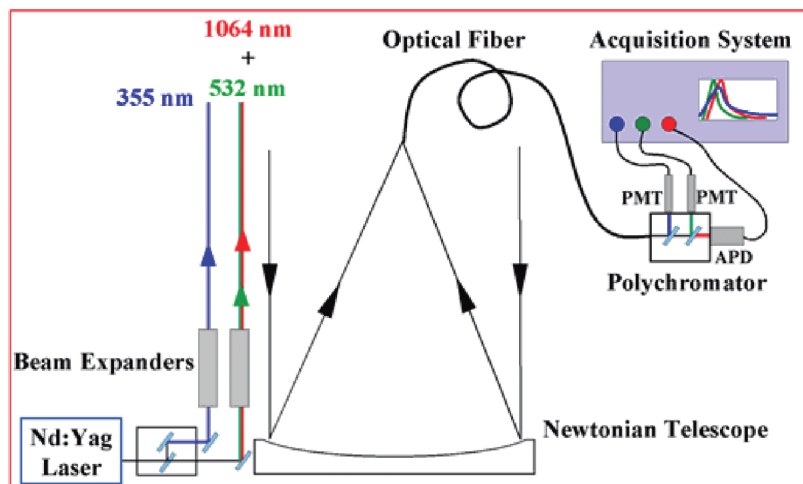 1064 nm
+
532 nm
355 nm
Optical Fiber
Acquisition System
PMT
PMT
APD
Polychromator
Beam Expanders
Nd:Yag
Laser
Newtonian Telescope